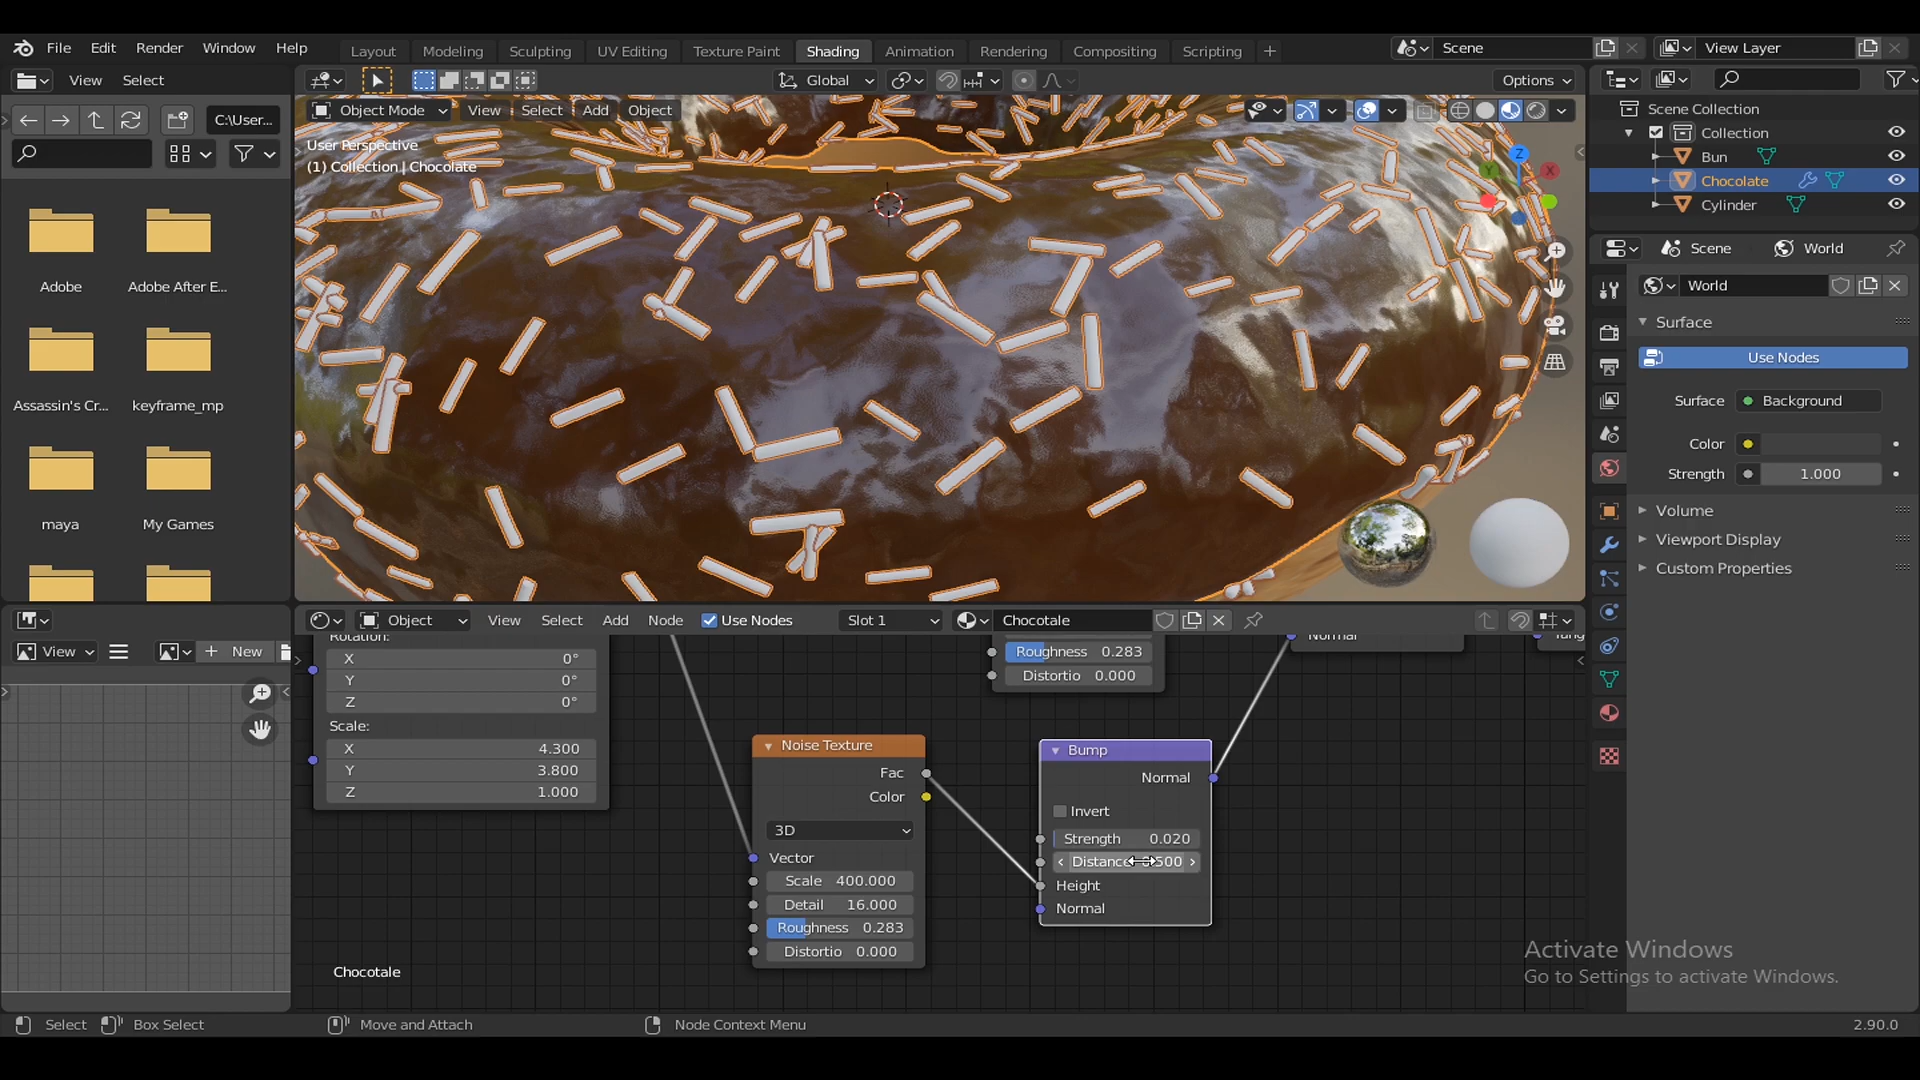 File Edit Render Window Help Layout Modeling Sculpting UV Editing Texture Paint Shading Animation Rendering Compositing Scripting + Scene View Layer
View Select Global Options
C:\User...
Object Mode View Select Add Object
User Perspective
(1) Collection | Chocolate
Z
Y X
Scene Collection
Collection
Bun
Chocolate
Cylinder
Scene World
World
Surface
Use Nodes
Surface Background
Color
Strength 1.000
Volume
Viewport Display
Custom Properties
Adobe Adobe After E...
Assassin's Cr... keyframe_mp
maya My Games
View + New
Object View Select Add Node Use Nodes Slot 1 Chocotale
Rotation:
X 0°
Y 0°
Z 0°
Scale:
X 4.300
Y 3.800
Z 1.000
Roughness 0.283
Distortio 0.000
Normal
Tang
Noise Texture
Fac
Color
3D
Vector
Scale 400.000
Detail 16.000
Roughness 0.283
Distortio 0.000
Bump
Normal
Invert
Strength 0.020
Distance
Height
Normal
Chocotale
Activate Windows
Go to Settings to activate Windows.
Select Box Select Move and Attach Node Context Menu 2.90.0